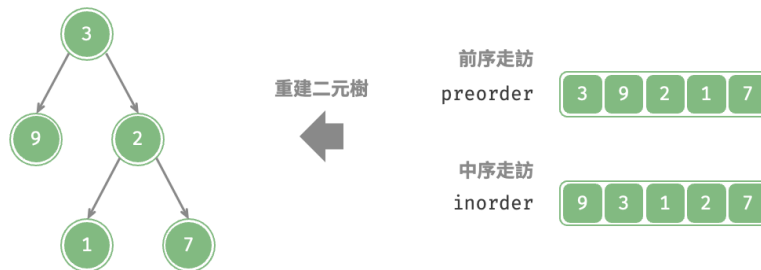 3
9 2
1 7
重建二元樹
前序走訪
preorder 3 9 2 1 7
中序走訪
inorder 9 3 1 2 7